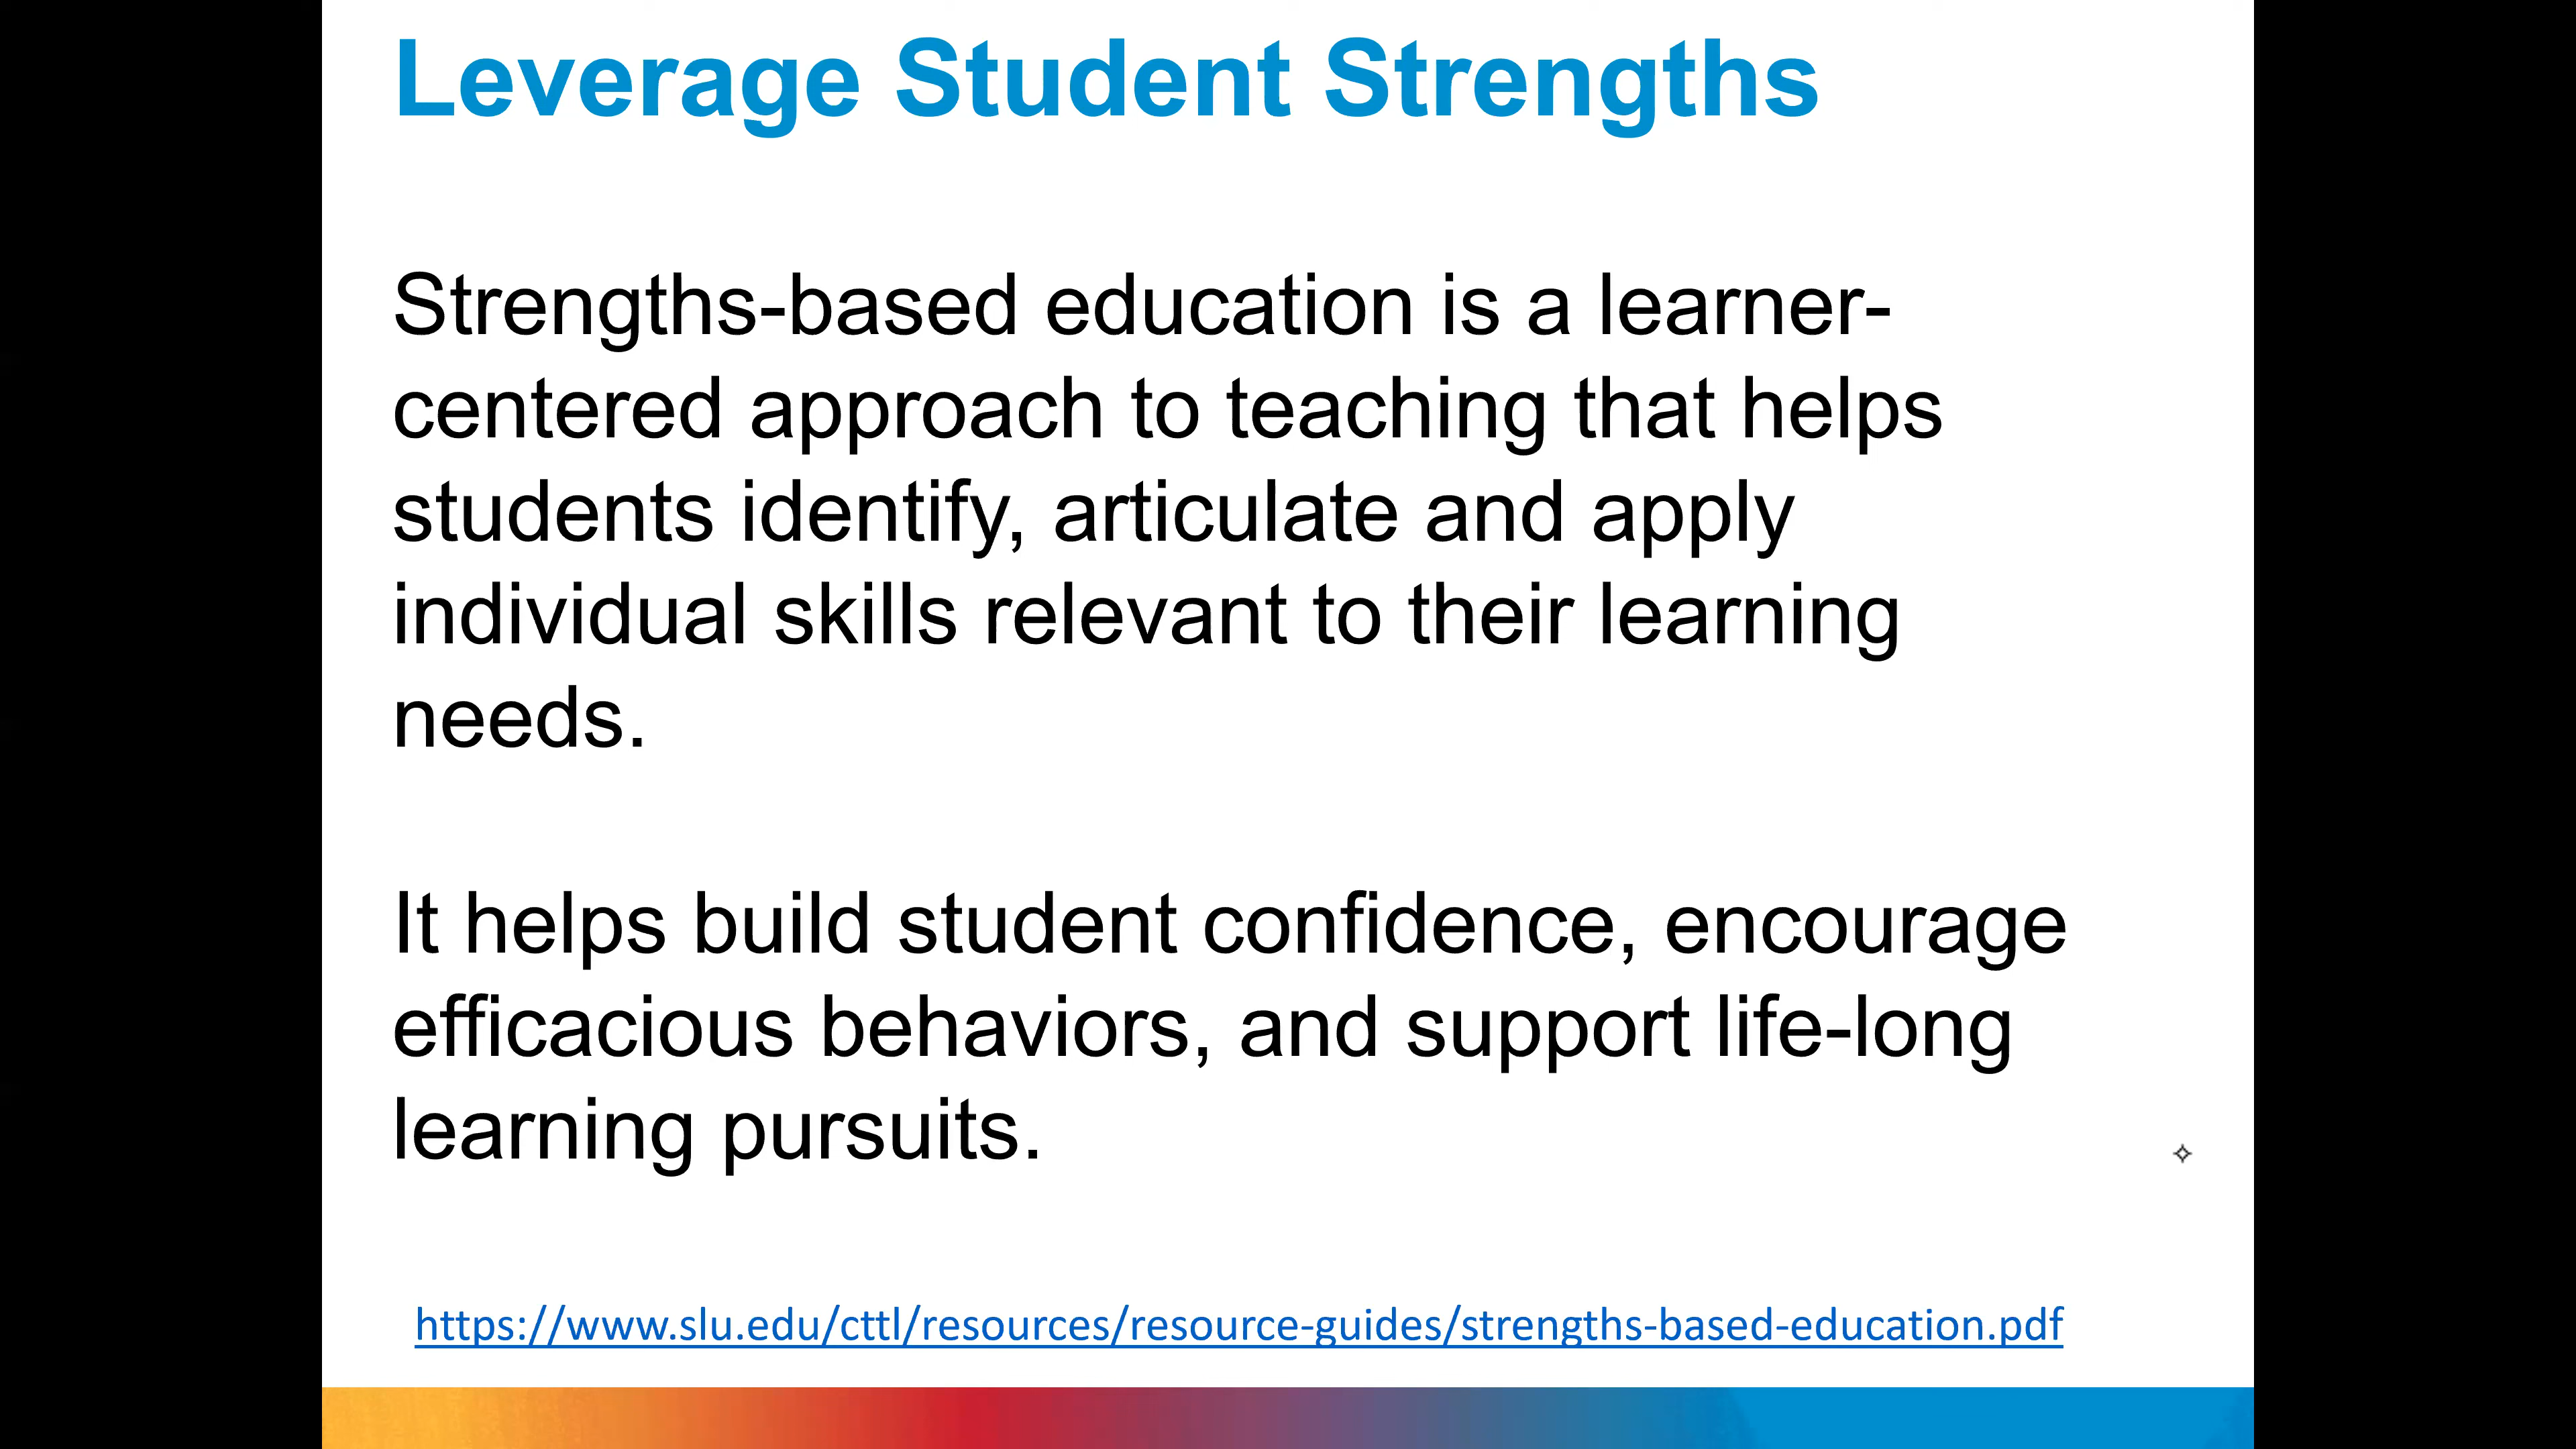 Leverage Student Strengths
Strengths-based education is a learner-
centered approach to teaching that helps
students identify, articulate and apply
individual skills relevant to their learning
needs.
It helps build student confidence, encourage
efficacious behaviors, and support life-long
learning pursuits.
https://www.slu.edu/cttl/resources/resource-guides/strengths-based-education.pdf